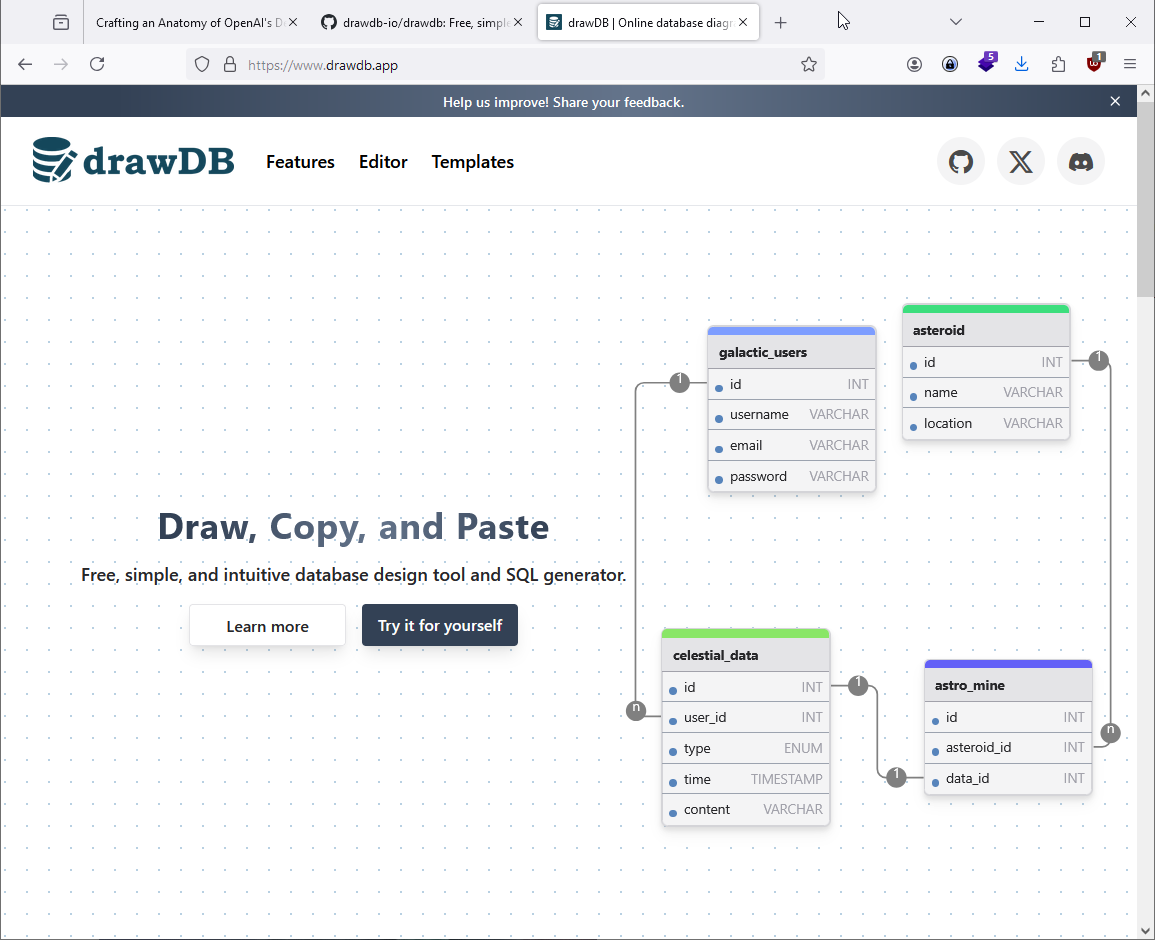 Crafting an Anatomy of OpenAI's De
drawdb-io/drawdb: Free, simple
drawDB | Online database diagr
https://www.drawdb.app
5
1
Help us improve! Share your feedback.
drawDB
Features
Editor
Templates
galactic_users
id INT
username VARCHAR
email VARCHAR
password VARCHAR
asteroid
id INT
name VARCHAR
location VARCHAR
1
1
Draw, Copy, and Paste
Free, simple, and intuitive database design tool and SQL generator.
Learn more
Try it for yourself
celestial_data
id INT
user_id INT
type ENUM
time TIMESTAMP
content VARCHAR
astro_mine
id INT
asteroid_id INT
data_id INT
n
1
1
n